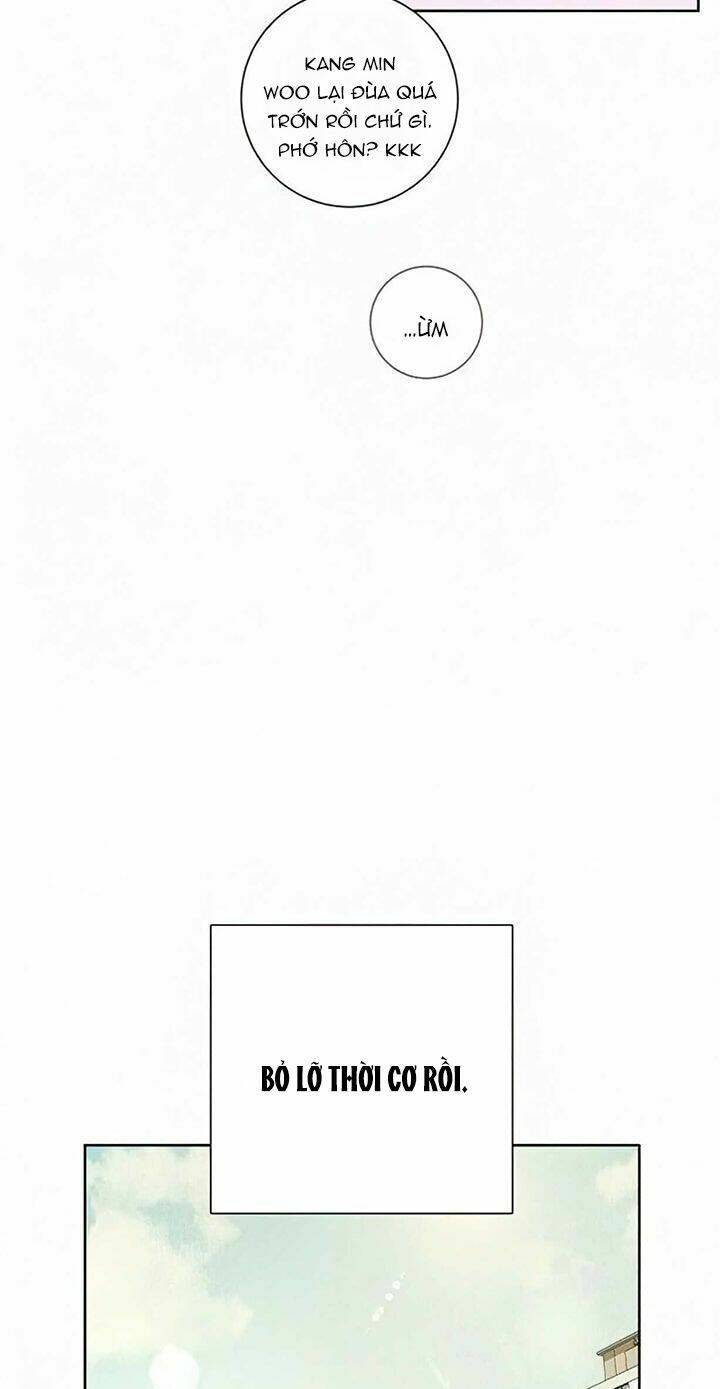 KANG MIN
WOO LẠI ĐÙA QUÁ
TRỚN RỒI CHỨ GÌ.
PHỚ HÔN? KKK
...ỪM
BỎ LỠ THỜI CƠ RỒI.